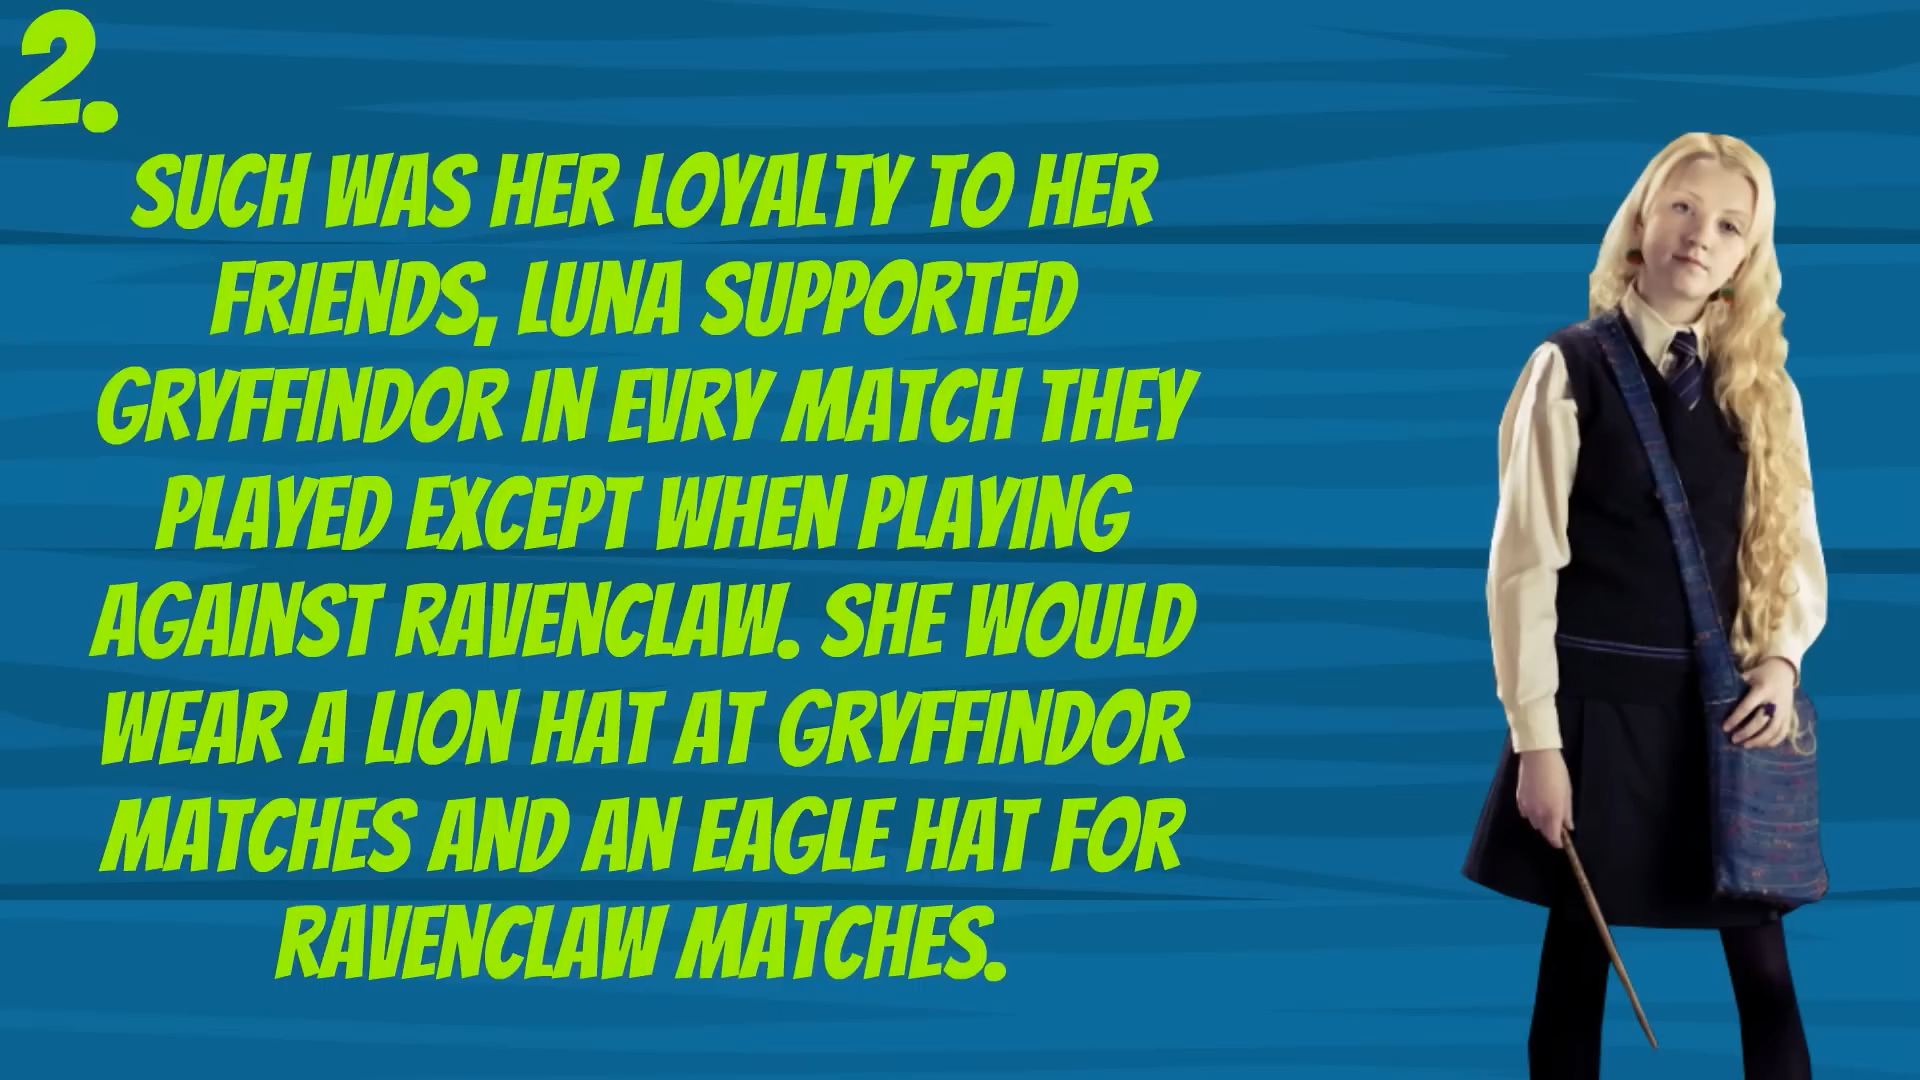 2.
SUCH WAS HER LOYALTY TO HER
FRIENDS, LUNA SUPPORTED
GRYFFINDOR IN EVRY MATCH THEY
PLAYED EXCEPT WHEN PLAYING
AGAINST RAVENCLAW. SHE WOULD
WEAR A LION HAT AT GRYFFINDOR
MATCHES AND AN EAGLE HAT FOR
RAVENCLAW MATCHES.